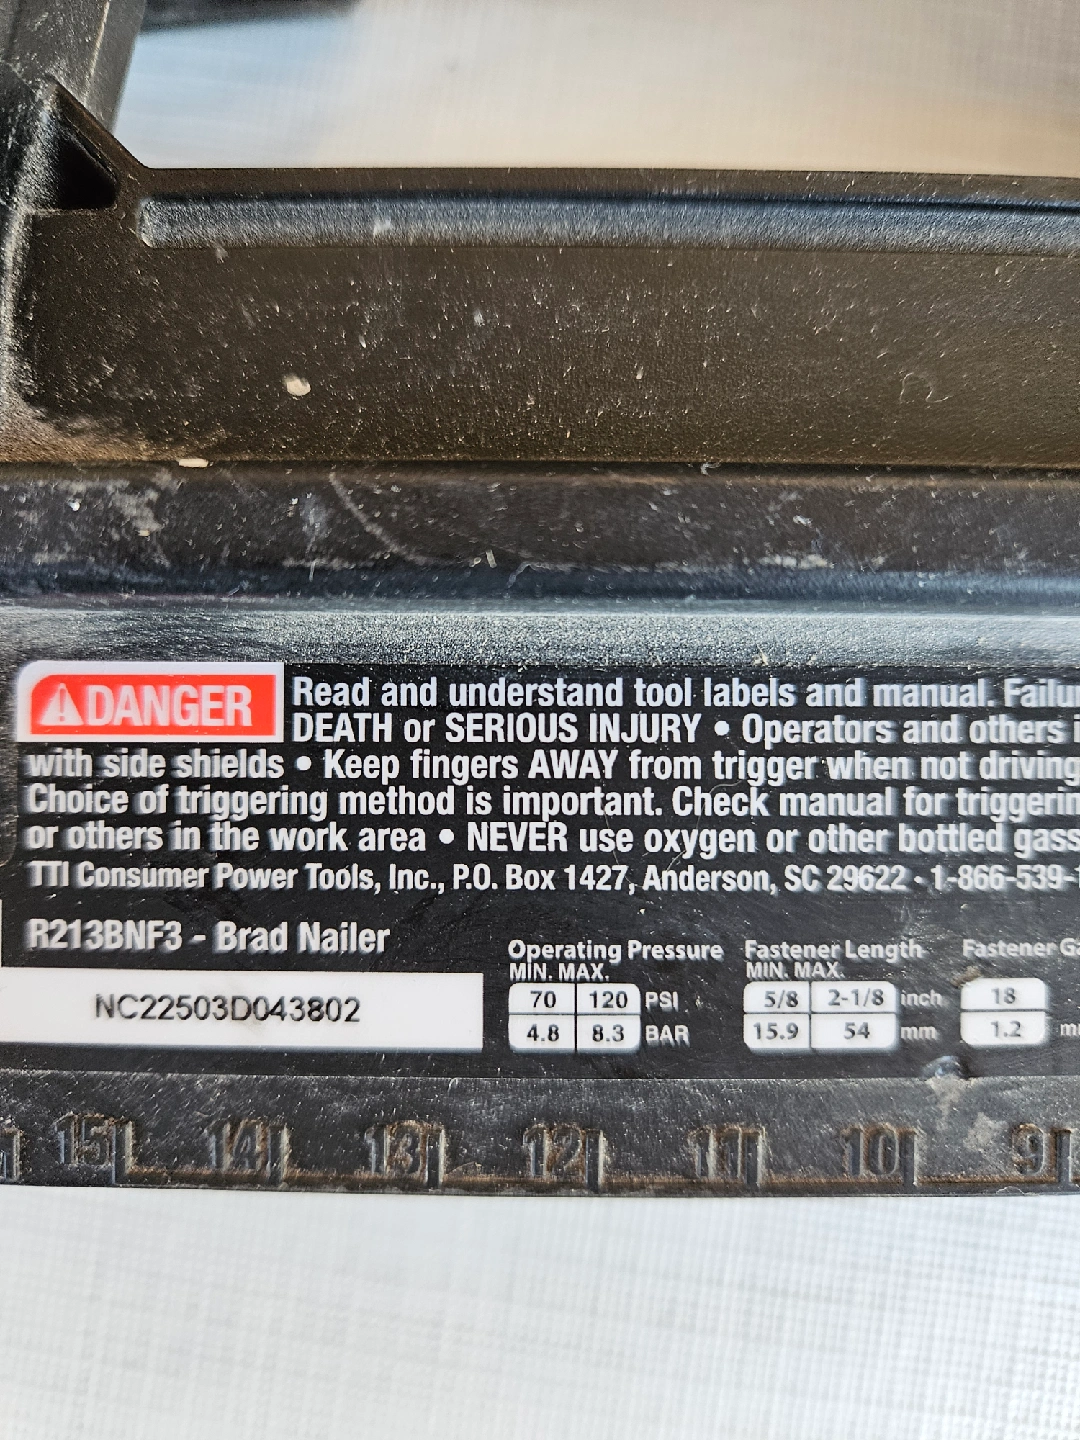 DANGER Read and understand tool labels and manual.
DEATH or SERIOUS INJURY • Operators and others
with side shields • Keep fingers AWAY from trigger when not driving
Choice of triggering method is important. Check manual for
or others in the work area • NEVER use oxygen or other bottled
TTI Consumer Power Tools, Inc., P.O. Box 1427, Anderson, SC 29622 • 1-866-539-
R213BNF3 - Brad Nailer
NC22503D043802
Operating Pressure Fastener Length Fastener
MIN. MAX. MIN. MAX.
70 120 PSI 5/8 2-1/8 inch 18
4.8 8.3 BAR 15.9 54 mm 1.2
15 14 13 12 11 10 9